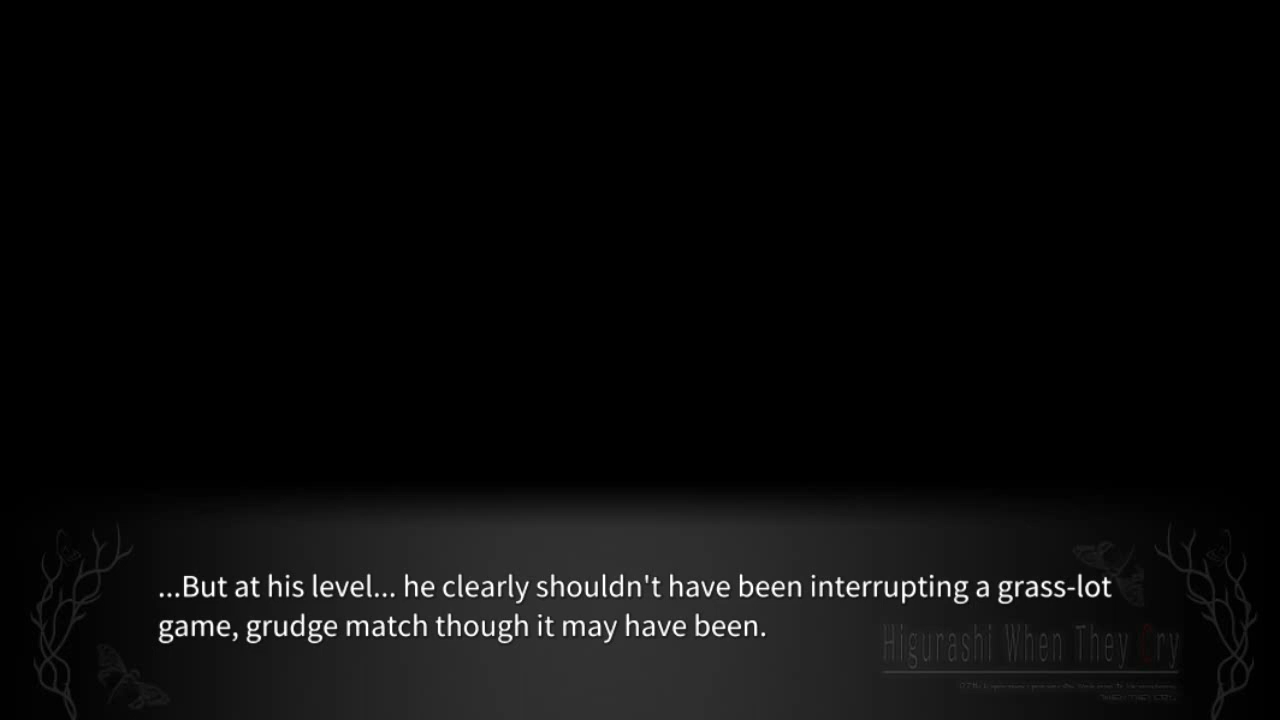 ...But at his level... he clearly shouldn't have been interrupting a grass-lot
game, grudge match though it may have been.
Higurashi When They Cry